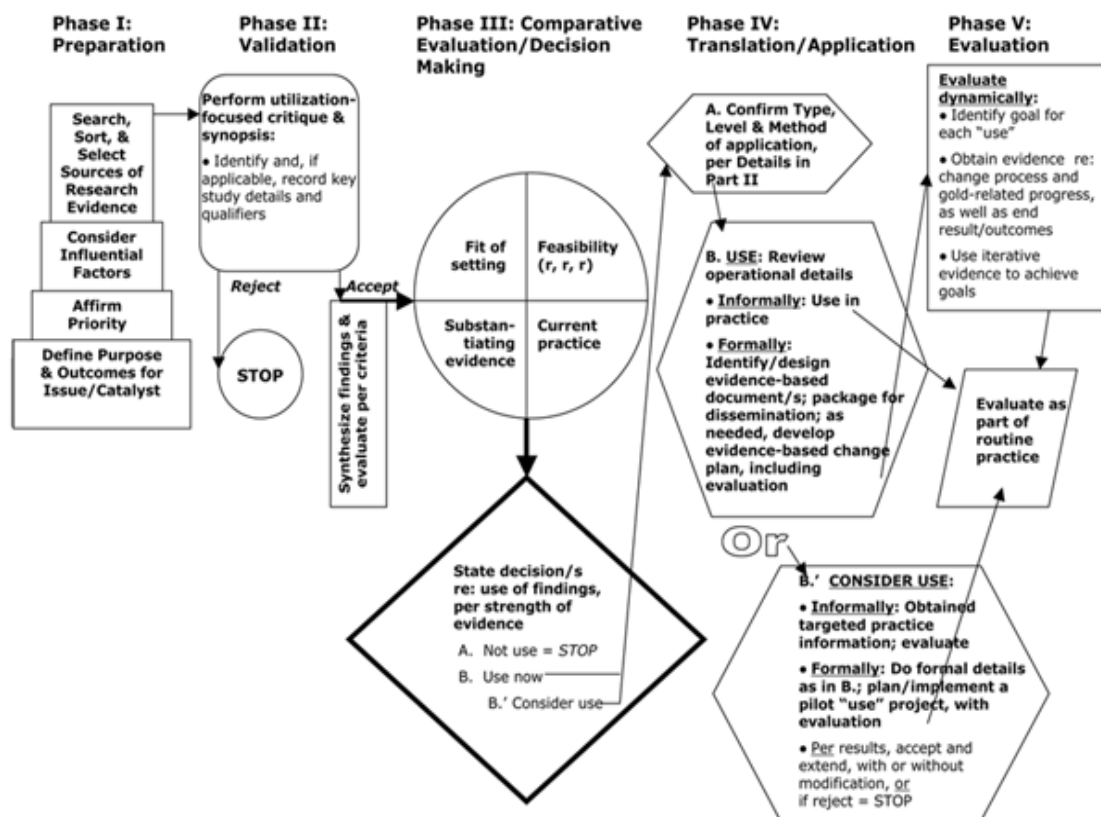 Phase I:
Preparation
Phase II:
Validation
Phase III: Comparative
Evaluation/Decision
Making
Phase IV:
Translation/Application
Phase V:
Evaluation
Search,
Sort, &
Select
Sources of
Research
Evidence
Consider
Influential
Factors
Affirm
Priority
Define Purpose
& Outcomes for
Issue/Catalyst
Perform utilization-
focused critique &
synopsis:
• Identify and, if
applicable, record key
study details and
qualifiers
Reject
Accept
STOP
Synthesize findings &
evaluate per criteria
Fit of
setting
Feasibility
(r, r, r)
Substan-
tiating
evidence
Current
practice
State decision/s
re: use of findings,
per strength of
evidence
A. Not use = STOP
B. Use now
B.' Consider use
A. Confirm Type,
Level & Method
of application,
per Details in
Part II
B. USE: Review
operational details
• Informally: Use in
practice
• Formally:
Identify/design
evidence-based
document/s; package for
dissemination; as
needed, develop
evidence-based change
plan, including
evaluation
Or
B.' CONSIDER USE:
• Informally: Obtained
targeted practice
information; evaluate
• Formally: Do formal details
as in B.; plan/implement a
pilot "use" project, with
evaluation
• Per results, accept and
extend, with or without
modification, or
if reject = STOP
Evaluate
dynamically:
• Identify goal for
each "use"
• Obtain evidence re:
change process and
gold-related progress,
as well as end
result/outcomes
• Use iterative
evidence to achieve
goals
Evaluate as
part of
routine
practice